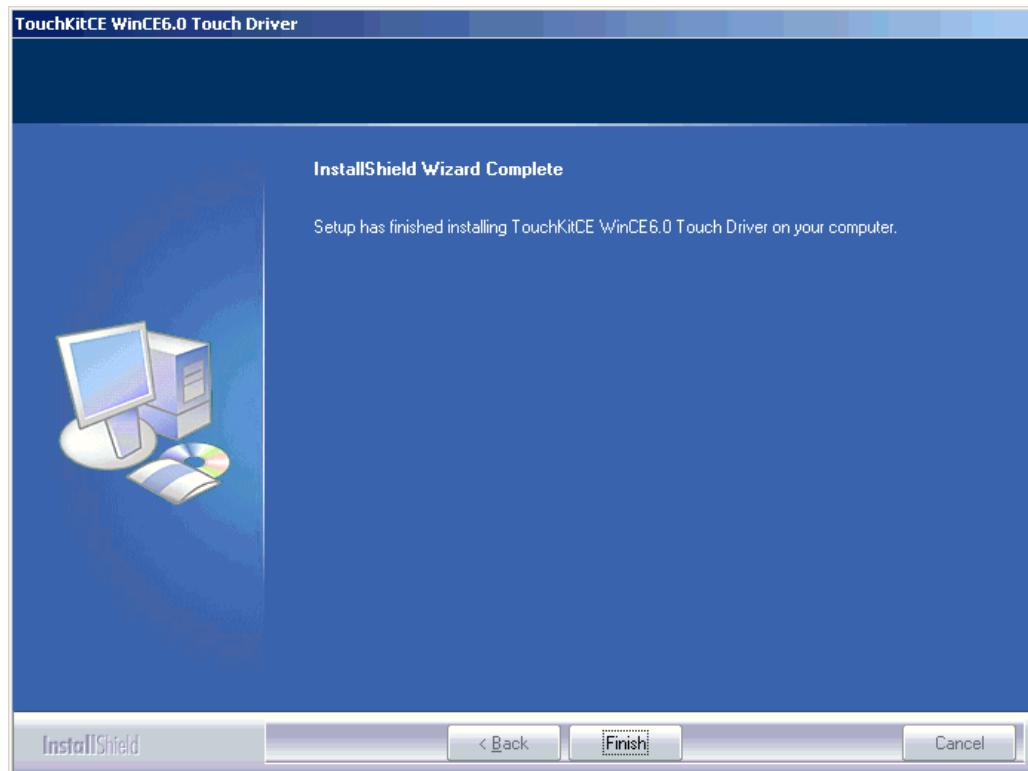 TouchKitCE WinCE6.0 Touch Driver
InstallShield Wizard Complete
Setup has finished installing TouchKitCE WinCE6.0 Touch Driver on your computer.
InstallShield
< Back
Finish
Cancel